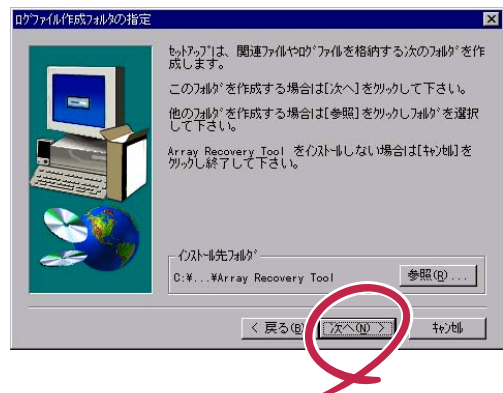 ﾛｸﾞﾌｧｲﾙ作成ﾌｫﾙﾀﾞの指定
ｾｯﾄｱｯﾌﾟは、関連ﾌｧｲﾙやﾛｸﾞﾌｧｲﾙを格納する次のﾌｫﾙﾀﾞを作
成します。
このﾌｫﾙﾀﾞを作成する場合は[次へ]をｸﾘｯｸして下さい。
他のﾌｫﾙﾀﾞを作成する場合は[参照]をｸﾘｯｸしﾌｫﾙﾀﾞを選択
して下さい。
Array Recovery Tool をｲﾝｽﾄｰﾙしない場合は[ｷｬﾝｾﾙ]を
ｸﾘｯｸし終了して下さい。
ｲﾝｽﾄｰﾙ先ﾌｫﾙﾀﾞ
C:¥...¥Array Recovery Tool
参照(R)...
< 戻る(B)
次へ(N) >
ｷｬﾝｾﾙ